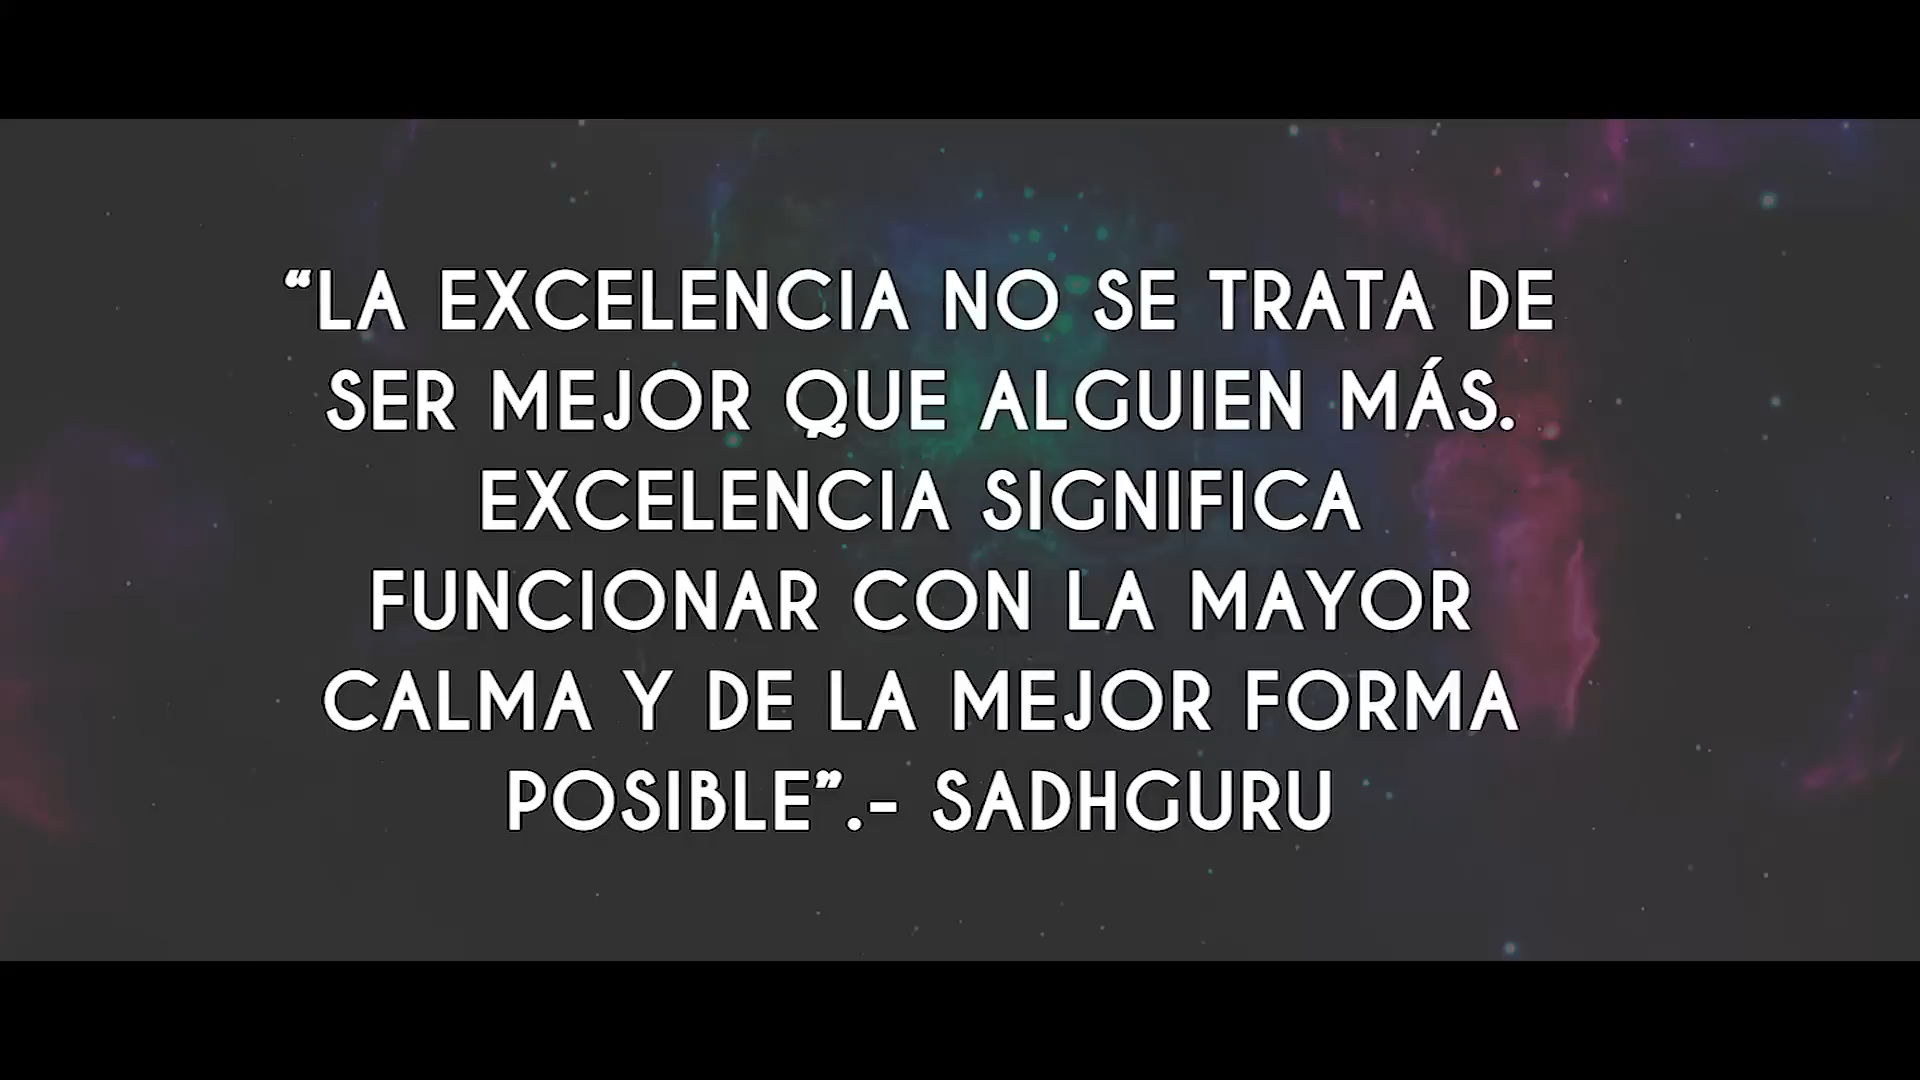 “LA EXCELENCIA NO SE TRATA DE
SER MEJOR QUE ALGUIEN MÁS.
EXCELENCIA SIGNIFICA
FUNCIONAR CON LA MAYOR
CALMA Y DE LA MEJOR FORMA
POSIBLE”.- SADHGURU